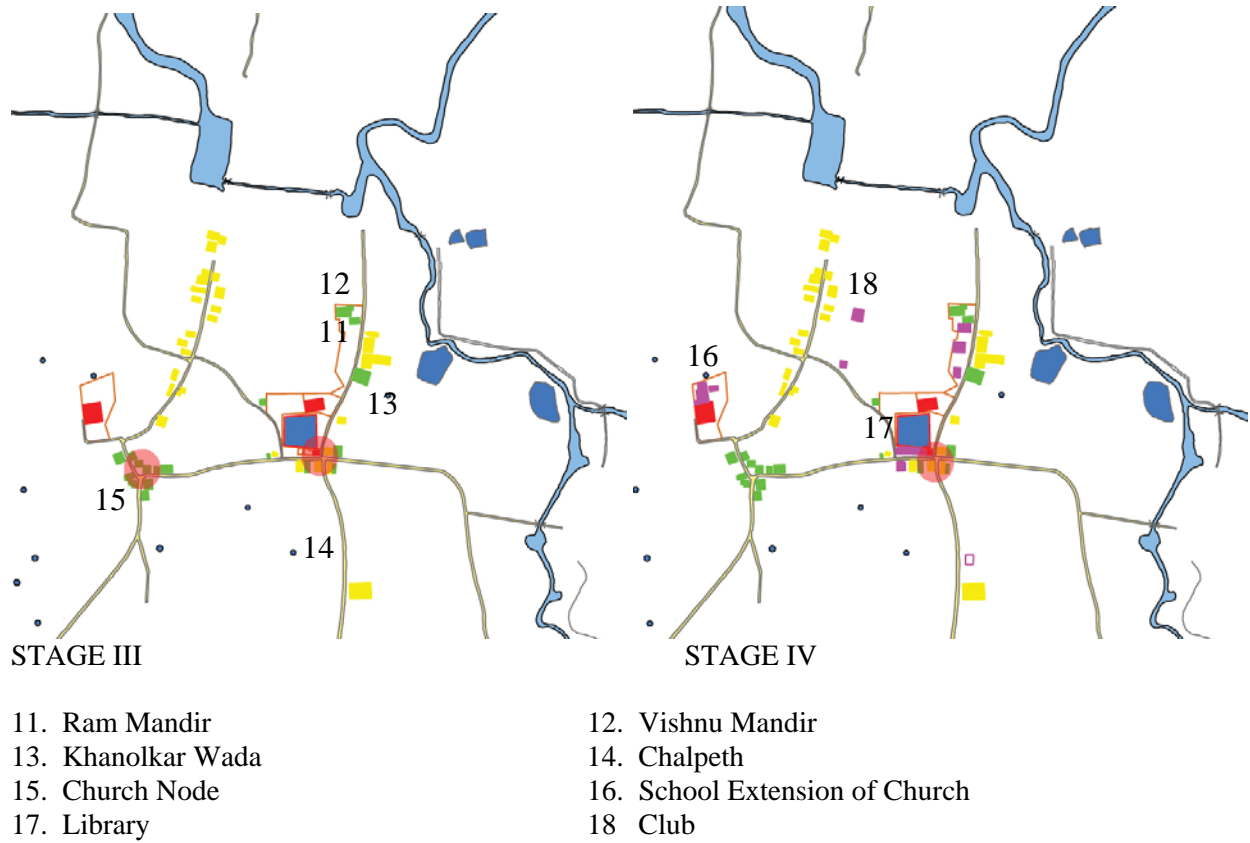 12
11
13
15
14
18
16
17
STAGE III
STAGE IV
11. Ram Mandir
12. Vishnu Mandir
13. Khanolkar Wada
14. Chalpeth
15. Church Node
16. School Extension of Church
17. Library
18 Club